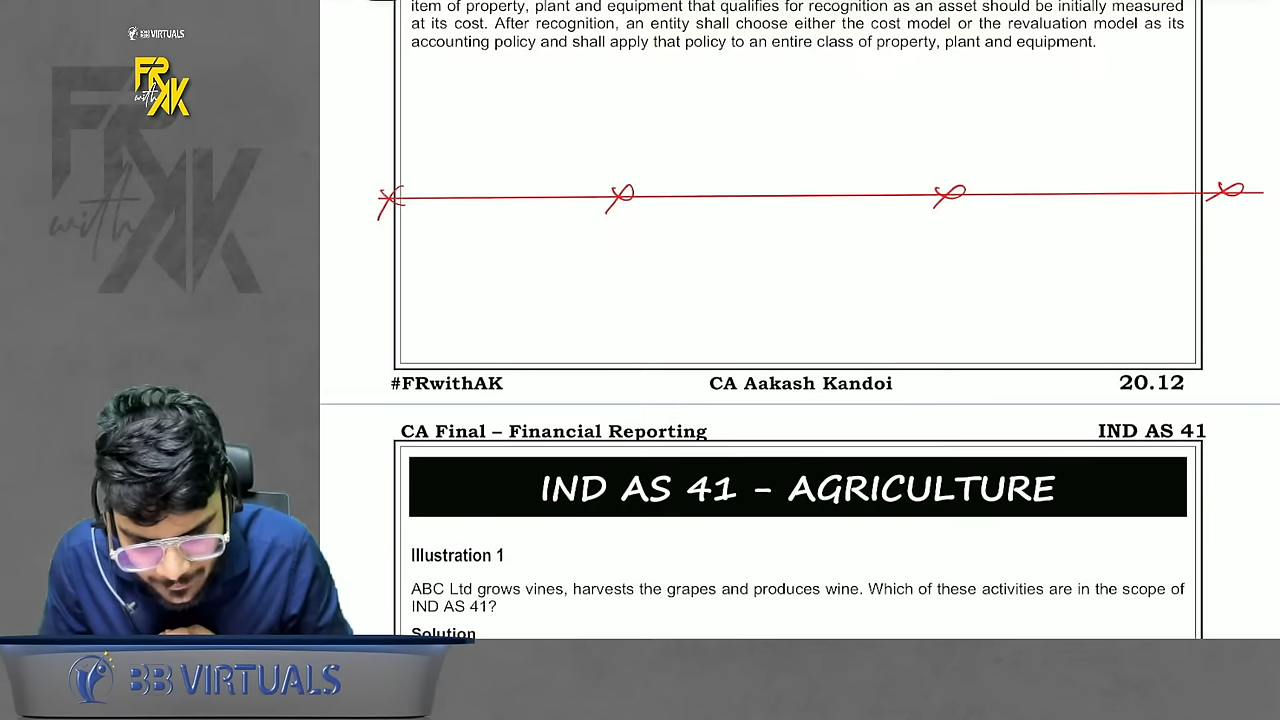 BB VIRTUALS
FR
with
AK
FR
with
AK
item of property, plant and equipment that qualifies for recognition as an asset should be initially measured
at its cost. After recognition, an entity shall choose either the cost model or the revaluation model as its
accounting policy and shall apply that policy to an entire class of property, plant and equipment.
#FRwithAK CA Aakash Kandoi 20.12
CA Final – Financial Reporting IND AS 41
IND AS 41 - AGRICULTURE
Illustration 1
ABC Ltd grows vines, harvests the grapes and produces wine. Which of these activities are in the scope of
IND AS 41?
Solution
BB VIRTUALS